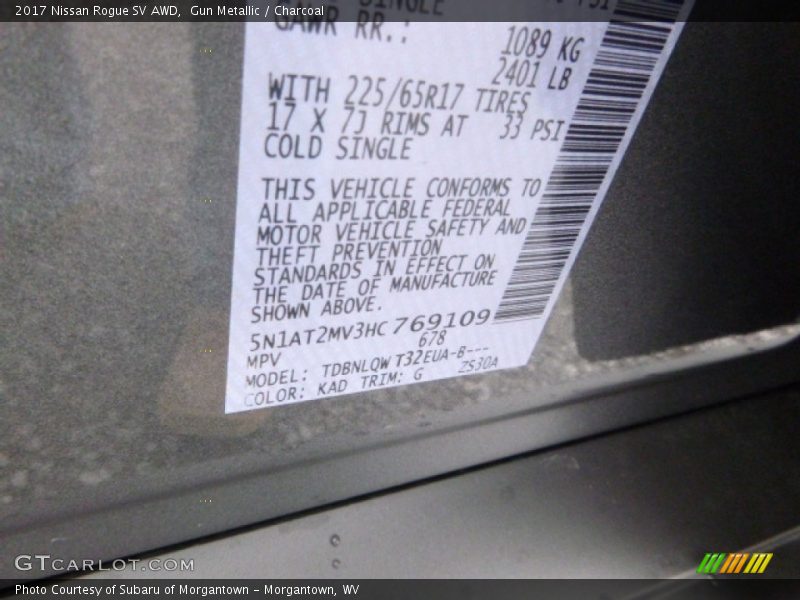 2017 Nissan Rogue SV AWD,  Gun Metallic / Charcoal
GAWR RR.:
1089 KG
2401 LB
WITH 225/65R17 TIRES
17 X 7J RIMS AT 33 PSI
COLD SINGLE
THIS VEHICLE CONFORMS TO
ALL APPLICABLE FEDERAL
MOTOR VEHICLE SAFETY AND
THEFT PREVENTION
STANDARDS IN EFFECT ON
THE DATE OF MANUFACTURE
SHOWN ABOVE.
5N1AT2MV3HC769109
MPV 678
MODEL: TDBNLQW T32EUA-B---
COLOR: KAD TRIM: G ZS30A
GTCARLOT.COM
Photo Courtesy of Subaru of Morgantown - Morgantown, WV